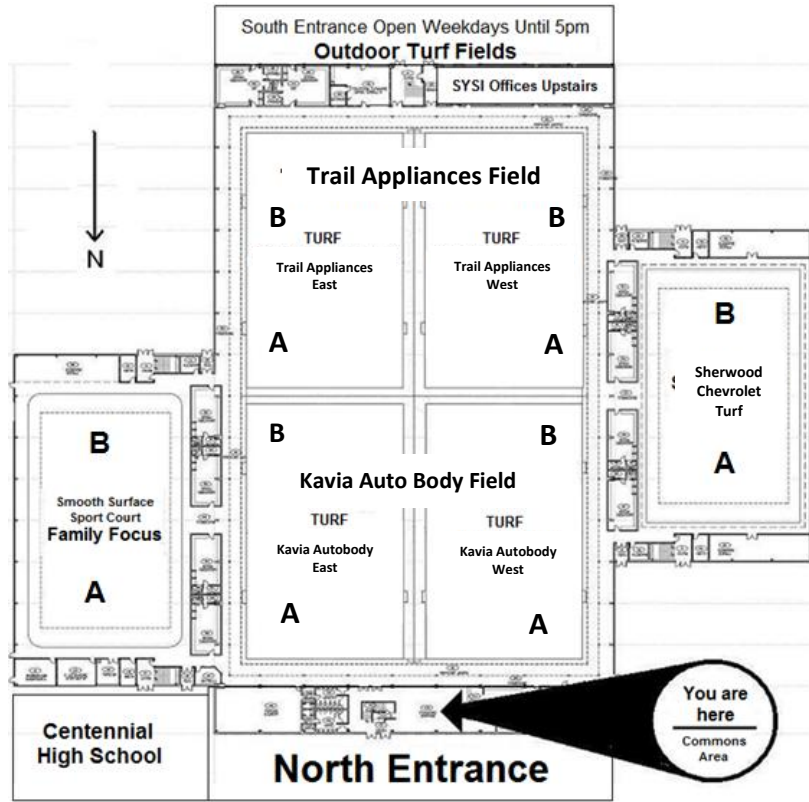 South Entrance Open Weekdays Until 5pm
Outdoor Turf Fields
SYSI Offices Upstairs
N
Trail Appliances Field
B
B
TURF
Trail Appliances
East
TURF
Trail Appliances
West
A
A
B
Sherwood
Chevrolet
Turf
A
B
Smooth Surface
Sport Court
Family Focus
A
B
B
Kavia Auto Body Field
TURF
Kavia Autobody
East
TURF
Kavia Autobody
West
A
A
You are
here
Commons
Area
Centennial
High School
North Entrance